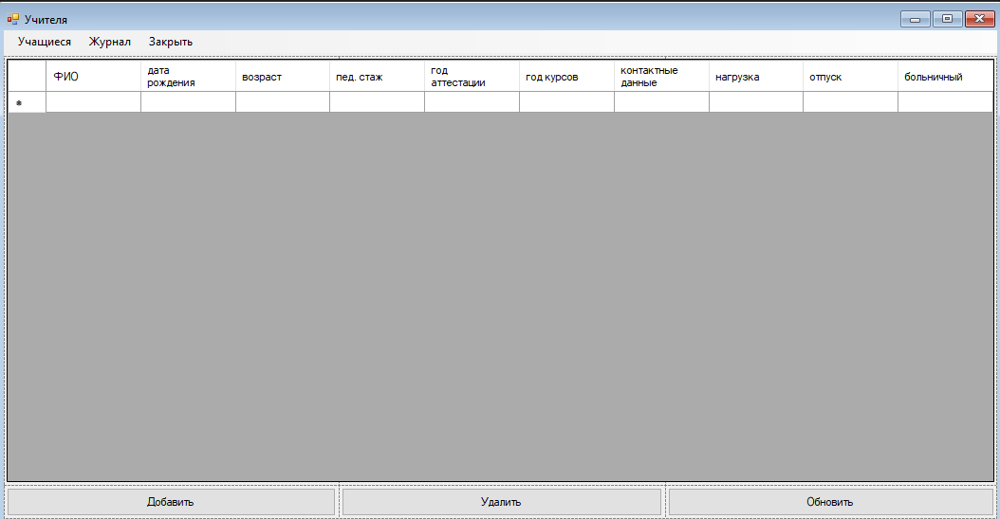 Учителя
Учащиеся Журнал Закрыть
ФИО дата рождения возраст пед. стаж год аттестации год курсов контактные данные нагрузка отпуск больничный
Добавить Удалить Обновить